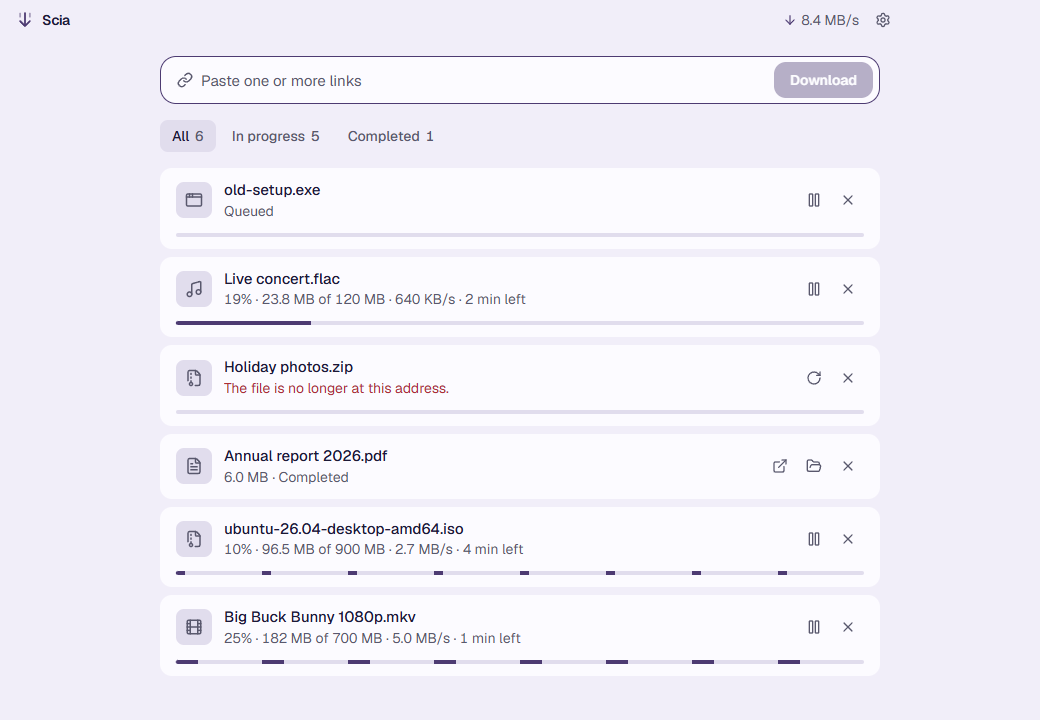 Scia
8.4 MB/s
Paste one or more links
Download
All 6
In progress 5
Completed 1
old-setup.exe
Queued
Live concert.flac
19% · 23.8 MB of 120 MB · 640 KB/s · 2 min left
Holiday photos.zip
The file is no longer at this address.
Annual report 2026.pdf
6.0 MB · Completed
ubuntu-26.04-desktop-amd64.iso
10% · 96.5 MB of 900 MB · 2.7 MB/s · 4 min left
Big Buck Bunny 1080p.mkv
25% · 182 MB of 700 MB · 5.0 MB/s · 1 min left